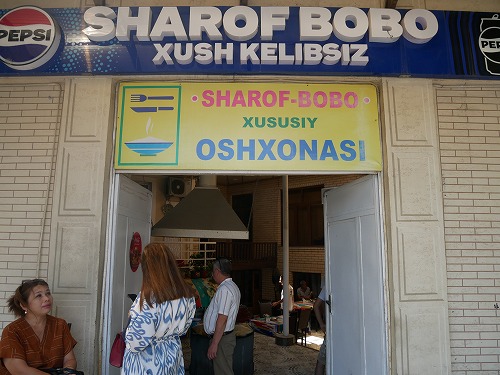 pepsi
SHAROF BOBO
XUSH KELIBSIZ
• SHAROF-BOBO •
XUSUSIY
OSHXONASI